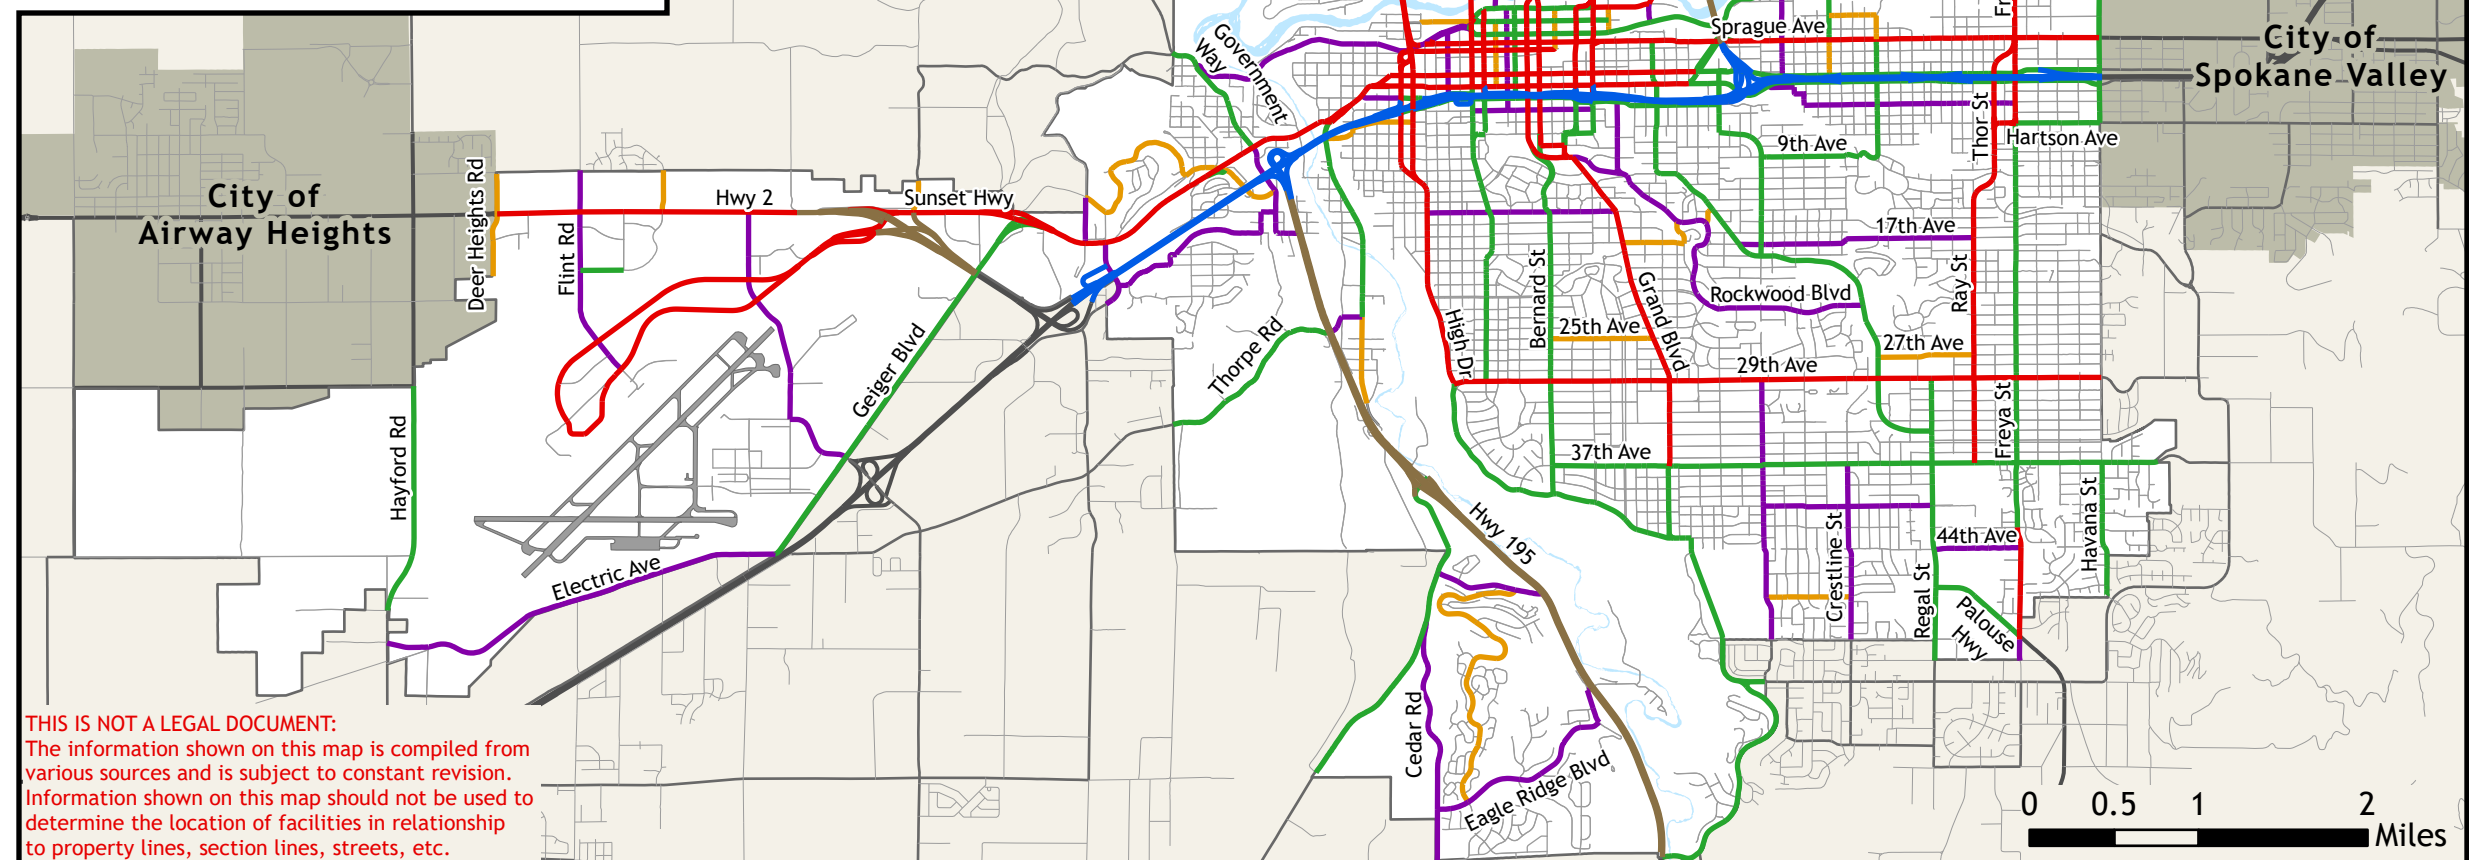 Sprague Ave
Fr
City of
Spokane Valley
Government
Way
Thor St
Hartson Ave
9th Ave
City of
Airway Heights
Deer Heights Rd
Hwy 2
Sunset Hwy
Flint Rd
17th Ave
Ray St
Bernard St
Grand Blvd
Rockwood Blvd
High Dr
25th Ave
27th Ave
29th Ave
Thorpe Rd
Geiger Blvd
Hayford Rd
37th Ave
Freya St
Hwy 195
Electric Ave
Crestline St
44th Ave
Havana St
Regal St
Palouse
Hwy
Cedar Rd
Eagle Ridge Blvd
THIS IS NOT A LEGAL DOCUMENT:
The information shown on this map is compiled from
various sources and is subject to constant revision.
Information shown on this map should not be used to
determine the location of facilities in relationship
to property lines, section lines, streets, etc.
0 0.5 1 2
Miles